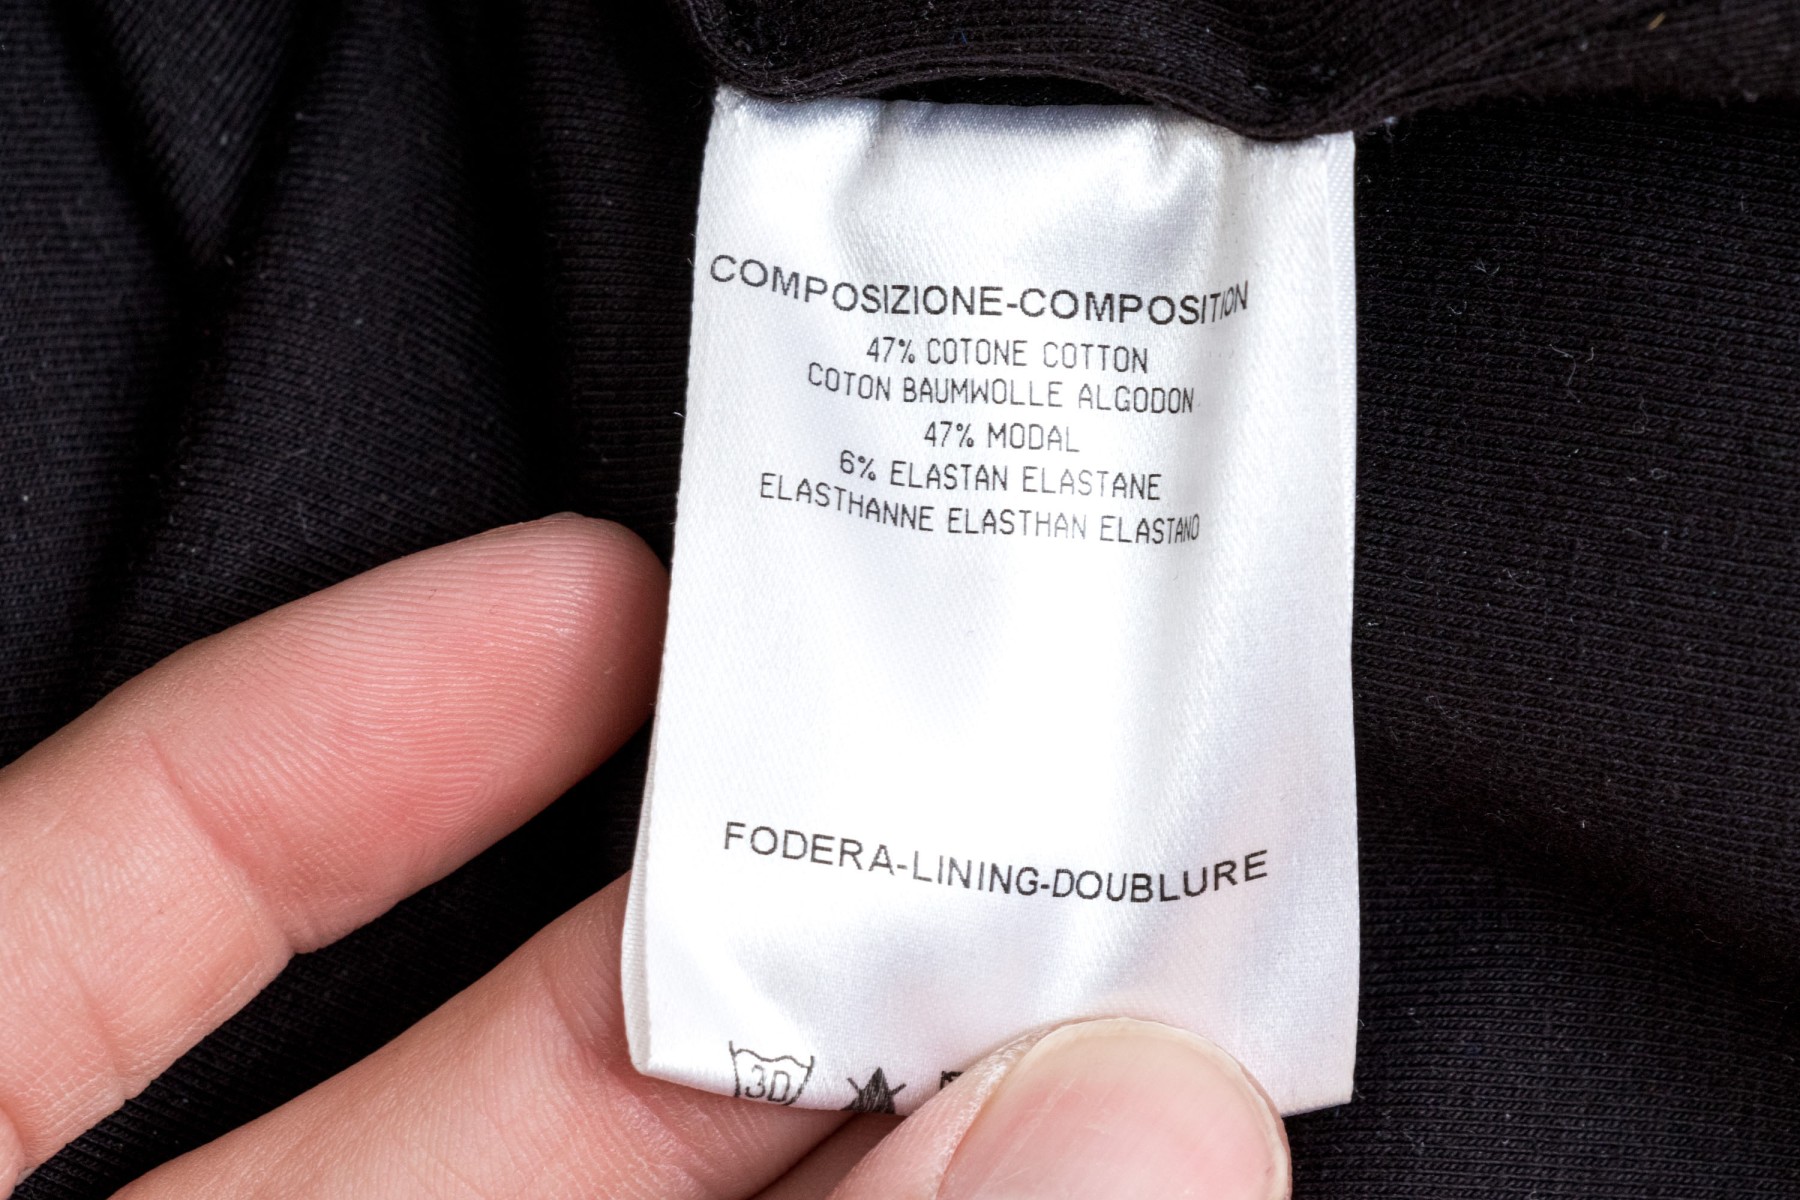 COMPOSIZIONE-COMPOSITION
47% COTONE COTTON
COTON BAUMWOLLE ALGODON
47% MODAL
6% ELASTAN ELASTANE
ELASTHANNE ELASTHAN ELASTANO
FODERA-LINING-DOUBLURE
30